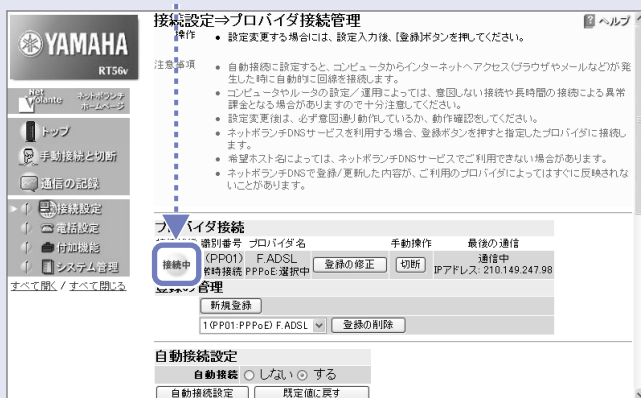 接続設定⇒プロバイダ接続管理
ヘルプ
操作
• 設定変更する場合には、設定入力後、[登録]ボタンを押してください。
注意事項
• 自動接続に設定すると、コンピュータからインターネットへアクセス(ブラウザやメールなど)が発
生した時に自動的に回線を接続します。
• コンピュータやルータの設定／運用によっては、意図しない接続や長時間の接続による異常
課金となる場合がありますので十分注意してください。
• 設定変更後は、必ず意図通り動作しているか、動作確認をしてください。
• ネットボランチDNSサービスを利用する場合、登録ボタンを押すと指定したプロバイダに接続し
ます。
• 希望ホスト名によっては、ネットボランチDNSサービスでご利用できない場合があります。
• ネットボランチDNSで登録/更新した内容が、ご利用のプロバイダによってはすぐに反映されな
いことがあります。
YAMAHA
RT56v
Net Volante
ネットボランチ
ホームページ
トップ
手動接続と切断
通信の記録
接続設定
電話設定
付加機能
システム管理
すべて開く / すべて閉じる
プロバイダ接続
識別番号 プロバイダ名 手動操作 最後の通信
接続中
(PP01) F.ADSL 登録の修正 切断 通信中
常時接続 PPPoE:選択中 IPアドレス: 210.149.247.98
登録の管理
新規登録
1(PP01:PPPoE) F.ADSL 登録の削除
自動接続設定
自動接続 しない する
自動接続設定 既定値に戻す